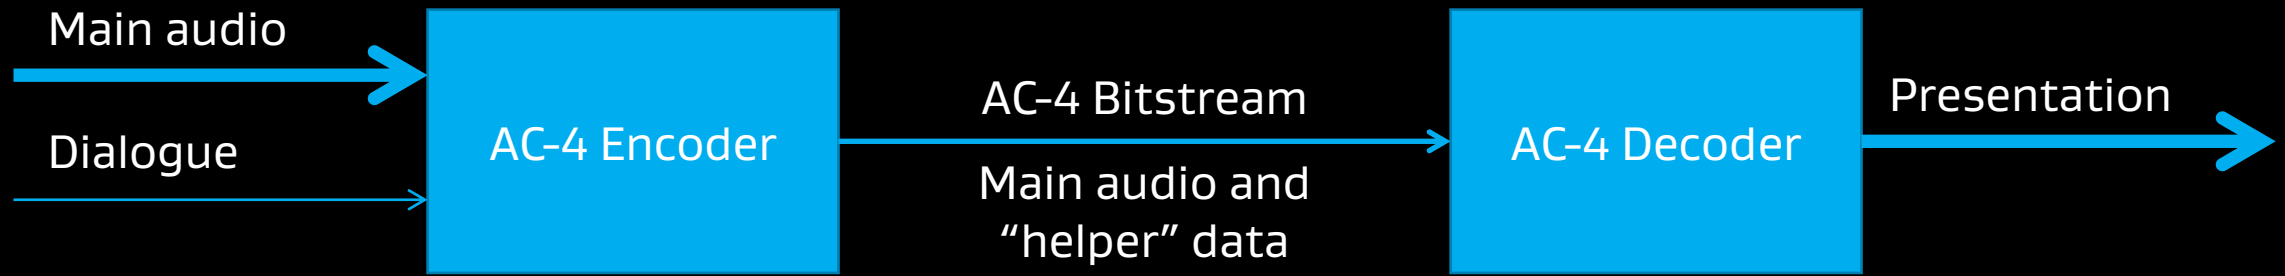 Main audio
Dialogue
AC-4 Encoder
AC-4 Bitstream
Main audio and
“helper” data
AC-4 Decoder
Presentation